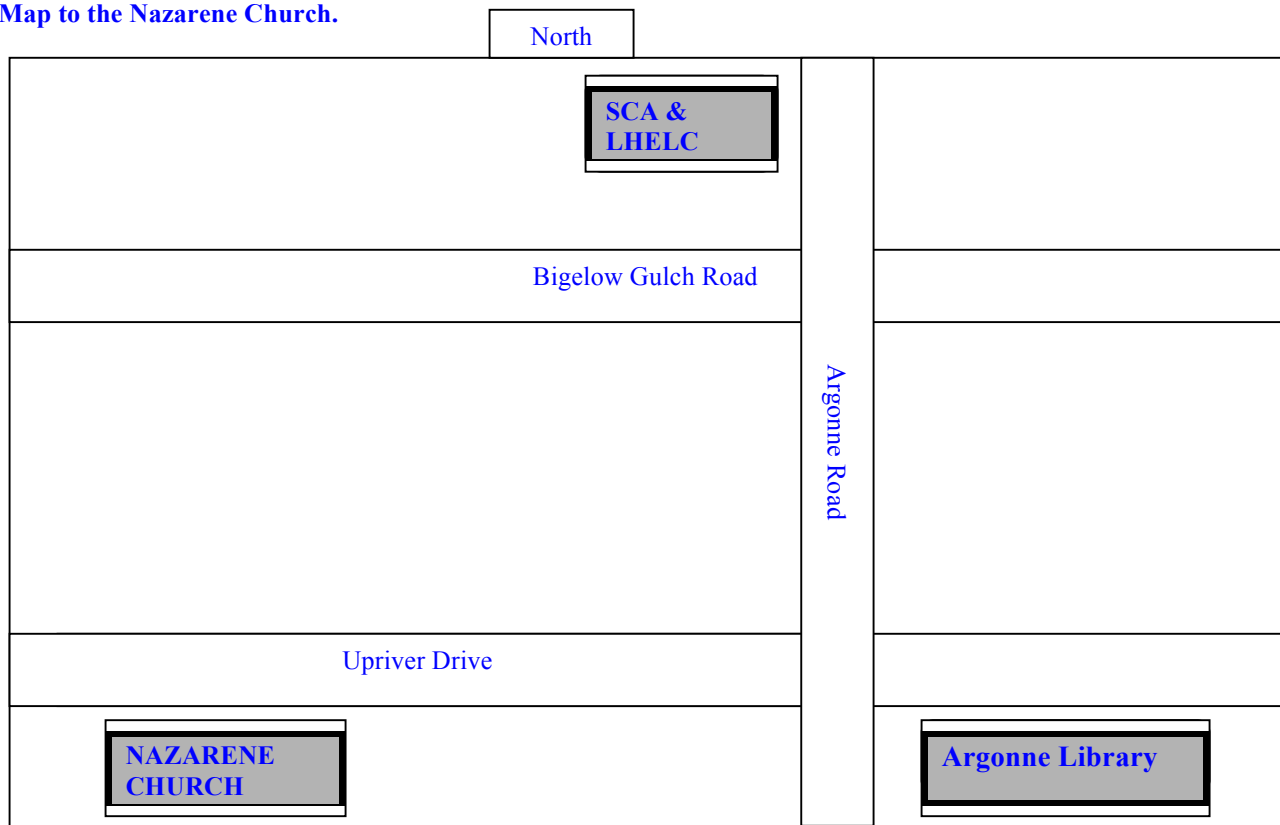 Map to the Nazarene Church.
North
SCA &
LHELC
Bigelow Gulch Road
Argonne Road
Upriver Drive
NAZARENE
CHURCH
Argonne Library